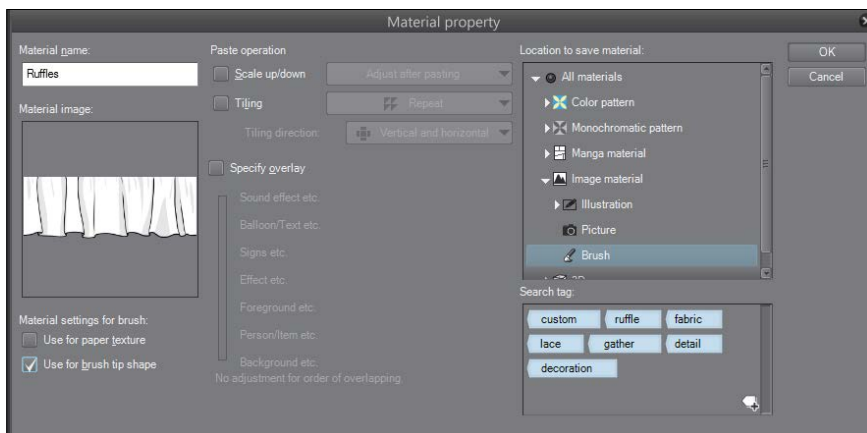 Material property
Material name:
Ruffles
Material image:
Material settings for brush:
Use for paper texture
Use for brush tip shape
Paste operation
Scale up/down
Adjust after pasting
Tiling
Repeat
Tiling direction:
Vertical and horizontal
Specify overlay
Sound effect etc.
Balloon/Text etc.
Signs etc.
Effect etc.
Foreground etc.
Person/Item etc.
Background etc.
No adjustment for order of overlapping
Location to save material:
All materials
Color pattern
Monochromatic pattern
Manga material
Image material
Illustration
Picture
Brush
Search tag:
custom ruffle fabric
lace gather detail
decoration
OK
Cancel